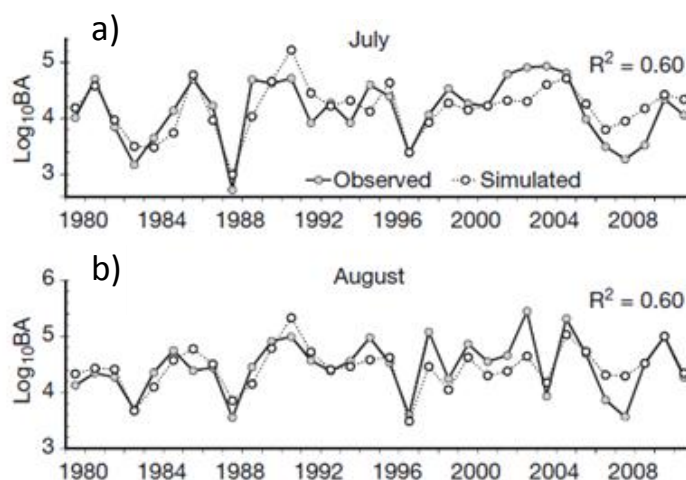 a)
July
R² = 0.60
5
4
3
Log₁₀BA
Observed Simulated
1980 1984 1988 1992 1996 2000 2004 2008
b)
August
R² = 0.60
6
5
4
3
Log₁₀BA
1980 1984 1988 1992 1996 2000 2004 2008